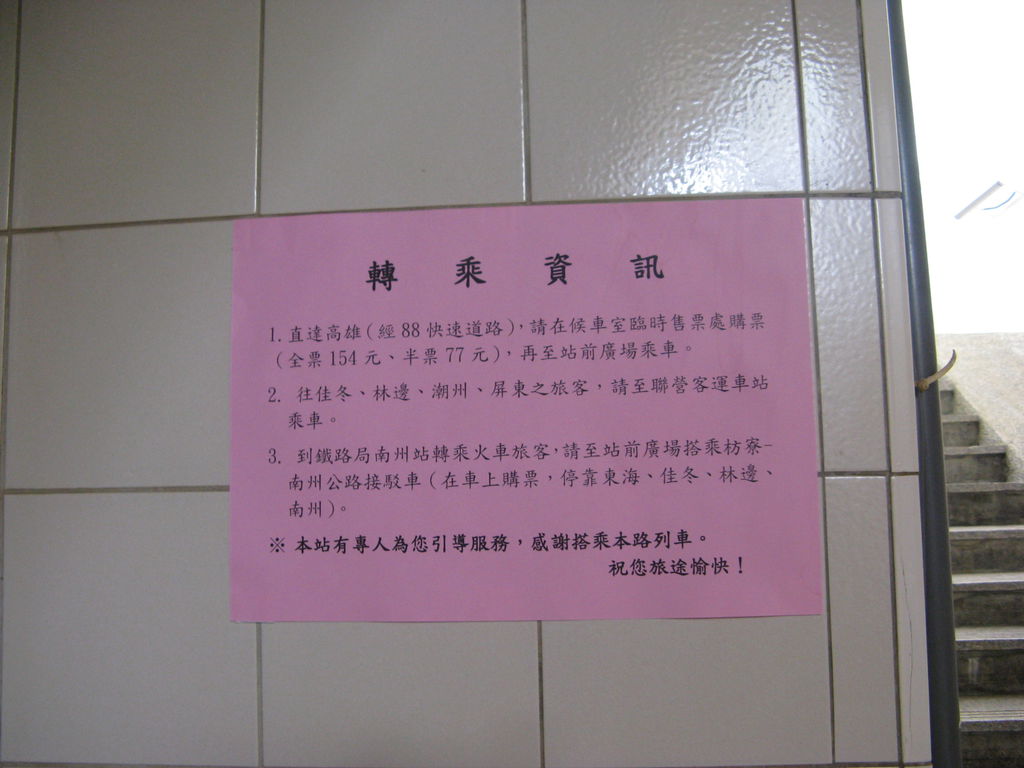 轉 乘 資 訊
1. 直達高雄(經 88 快速道路),請在候車室臨時售票處購票
(全票 154 元、半票 77 元),再至站前廣場乘車。
2. 往佳冬、林邊、潮州、屏東之旅客,請至聯營客運車站
乘車。
3. 到鐵路局南州站轉乘火車旅客,請至站前廣場搭乘枋寮-
南州公路接駁車(在車上購票,停靠東海、佳冬、林邊、
南州)。
※ 本站有專人為您引導服務,感謝搭乘本路列車。
祝您旅途愉快!